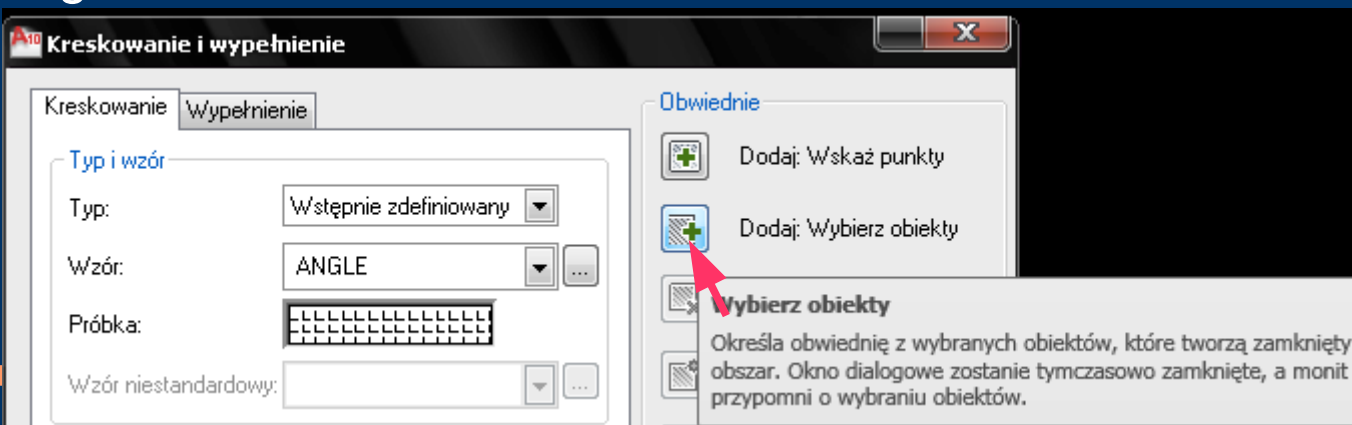 A10 Kreskowanie i wypełnienie
Kreskowanie Wypełnienie
Typ i wzór
Typ: Wstępnie zdefiniowany
Wzór: ANGLE ...
Próbka:
Wzór niestandardowy: ...
Obwiednie
Dodaj: Wskaż punkty
Dodaj: Wybierz obiekty
Wybierz obiekty
Określa obwiednię z wybranych obiektów, które tworzą zamknięty
obszar. Okno dialogowe zostanie tymczasowo zamknięte, a monit
przypomni o wybraniu obiektów.